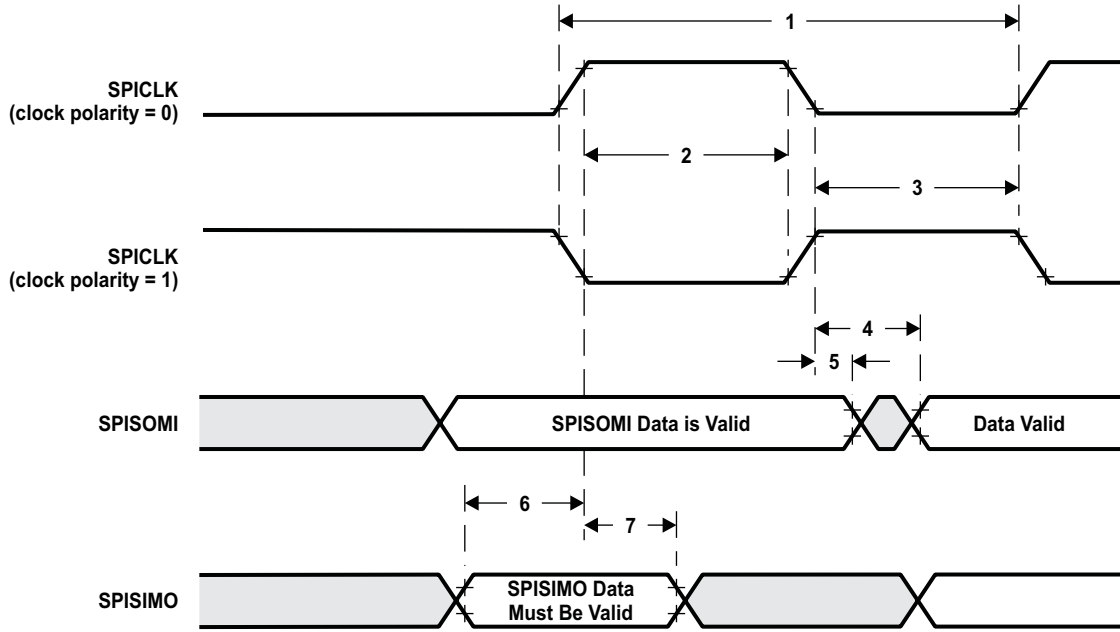 1
SPICLK
(clock polarity = 0)
2
3
SPICLK
(clock polarity = 1)
4
5
SPISOMI
SPISOMI Data is Valid
Data Valid
6
7
SPISIMO
SPISIMO Data
Must Be Valid